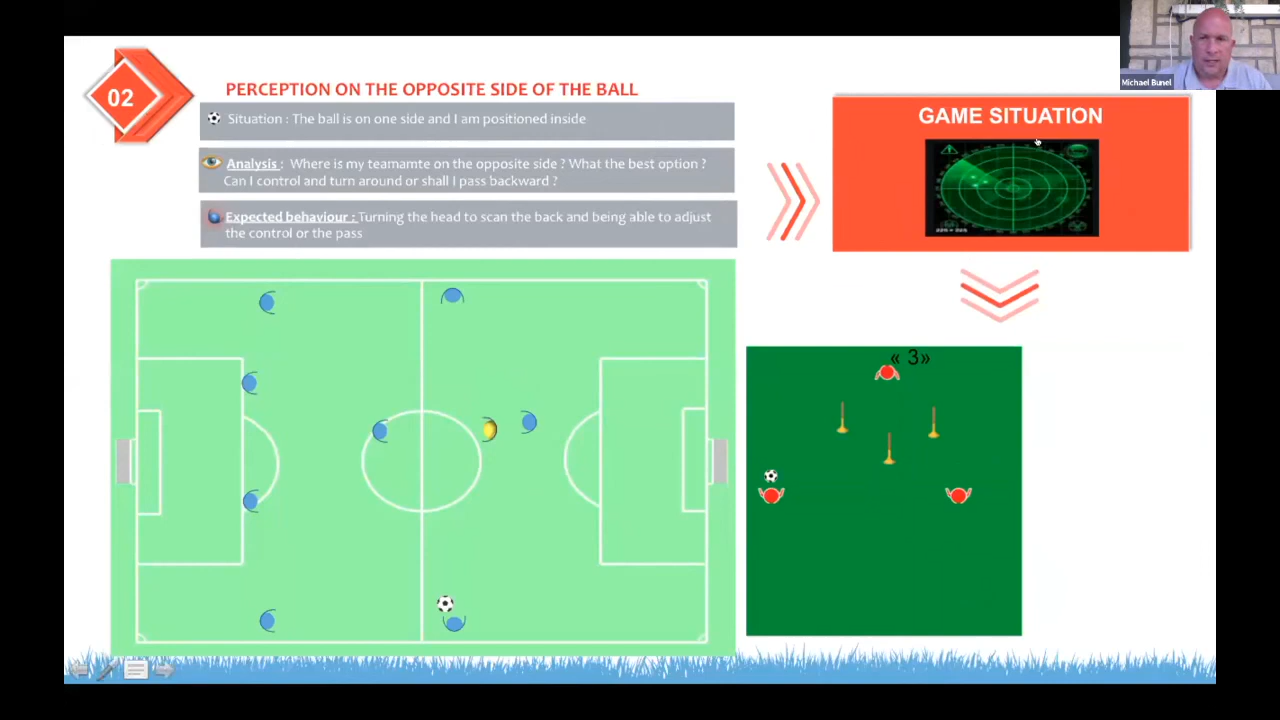 Michael Bunel
02
PERCEPTION ON THE OPPOSITE SIDE OF THE BALL
Situation : The ball is on one side and I am positioned inside
Analysis : Where is my teamamte on the opposite side ? What the best option ?
Can I control and turn around or shall I pass backward ?
Expected behaviour : Turning the head to scan the back and being able to adjust
the control or the pass
GAME SITUATION
« 3»